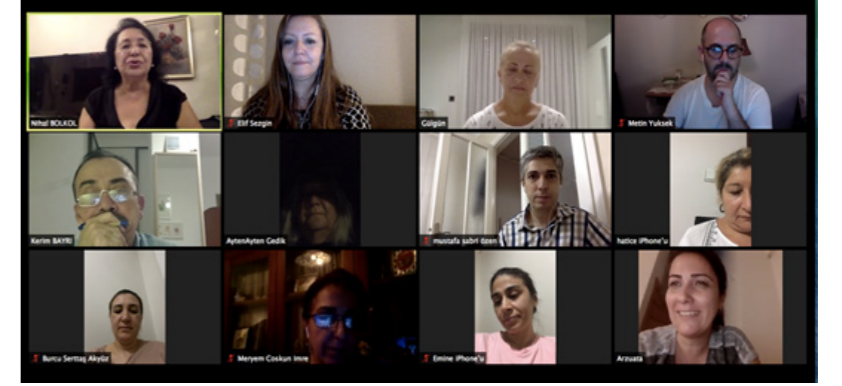 Nihal BOLKOL
Elif Sezgin
Gülgün
Metin Yuksek
Kerim BAYRI
AytenAyten Gedik
mustafa sabri özen
hatice iPhone'u
Burcu Serttaş Akyüz
Meryem Coskun Imre
Emine iPhone'u
Arzuata